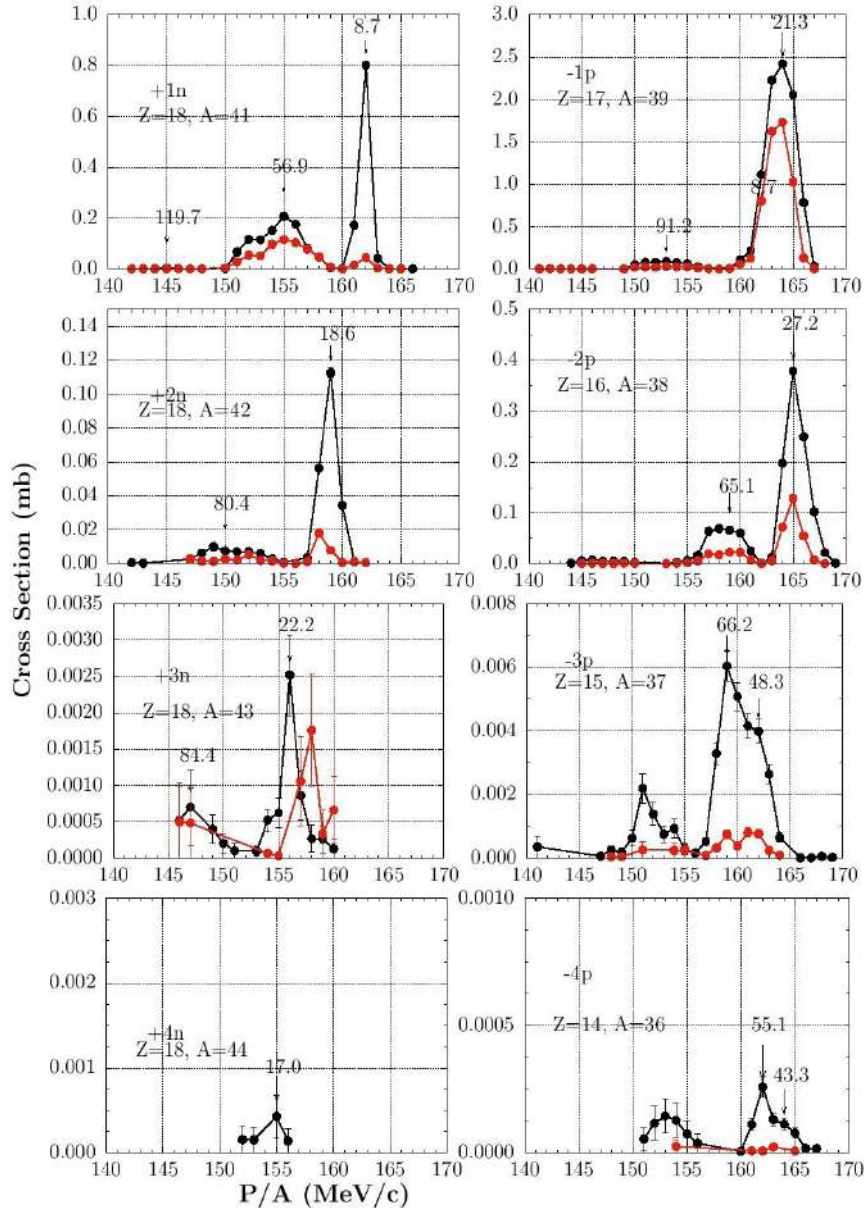 8.7
21.3
3.0
1.0
+1n
2.5
-1p
0.8
Z=18, A=41
Z=17, A=39
2.0
0.6
56.9
1.5
0.4
8.7
119.7
1.0
91.2
0.2
0.5
0.0
0.0
140 145 150 155 160 165 170
140 145 150 155 160 165 170
0.5
0.14
18.6
27.2
0.12
+2n
0.4
-2p
0.10
Z=18, A=42
Z=16, A=38
0.08
0.3
0.06
80.4
0.2
65.1
0.04
0.1
0.02
0.00
0.0
140 145 150 155 160 165 170
140 145 150 155 160 165 170
Cross Section (mb)
0.0035
0.008
22.2
66.2
0.0030
+3n
-3p
0.0025
Z=18, A=43
0.006
Z=15, A=37
48.3
0.0020
0.0015
84.4
0.004
0.0010
0.002
0.0005
0.0000
0.000
140 145 150 155 160 165 170
140 145 150 155 160 165 170
0.003
0.0010
-4p
0.002
+4n
Z=18, A=44
0.0005
Z=14, A=36
55.1
0.001
17.0
43.3
0.000
0.0000
140 145 150 155 160 165 170
140 145 150 155 160 165 170
P/A (MeV/c)